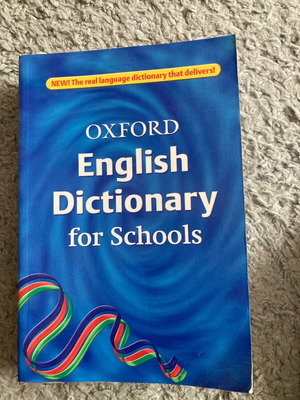 NEW! The real language dictionary that delivers!
OXFORD
English
Dictionary
for Schools